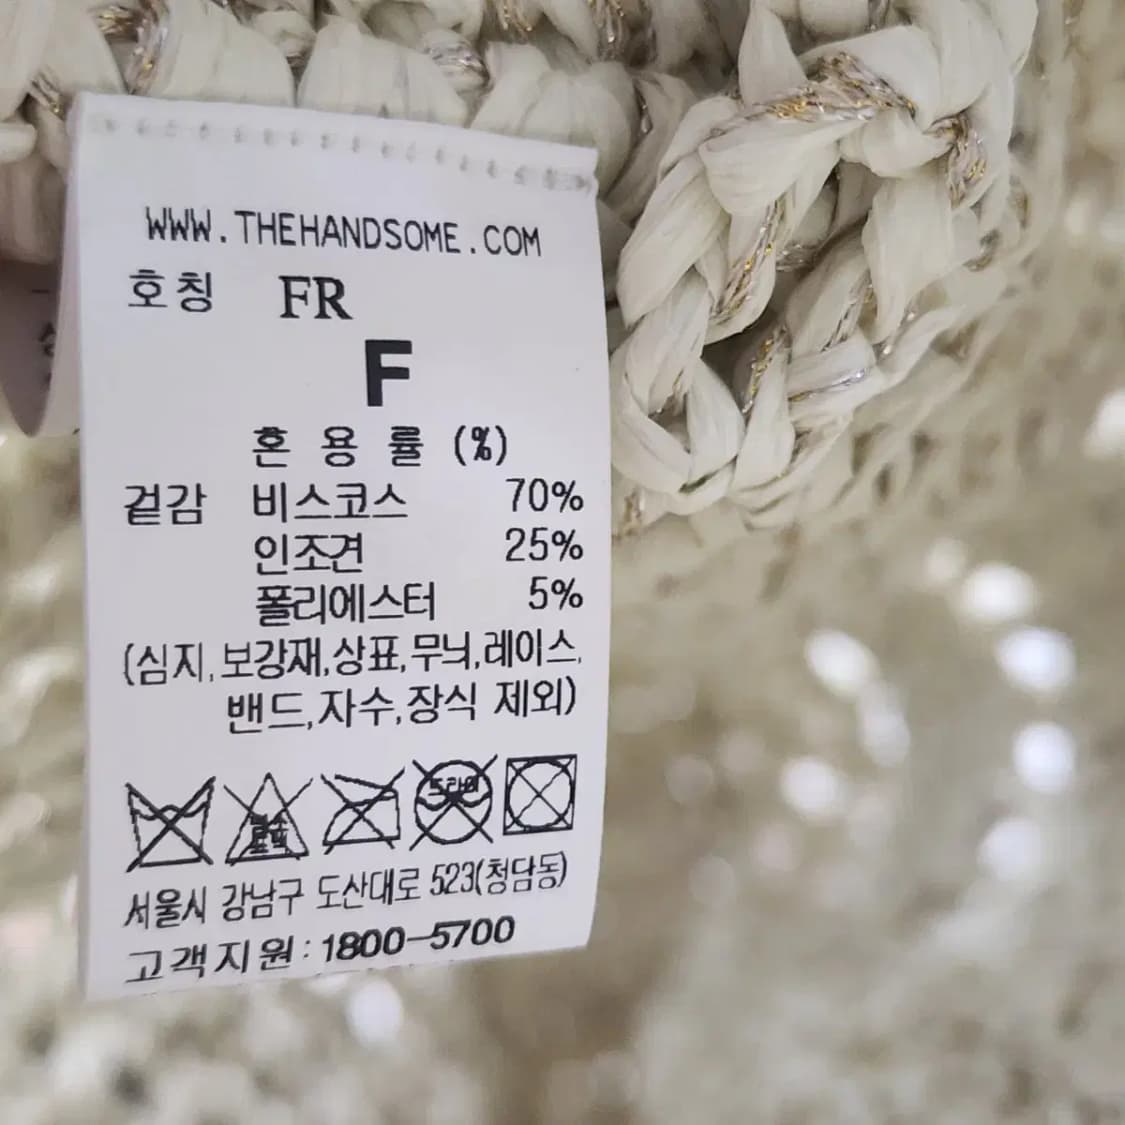 WWW.THEHANDSOME.COM
호칭 FR
F
혼 용 률 (%)
겉감 비스코스 70%
인조견 25%
폴리에스터 5%
(심지,보강재,상표,무늬,레이스,
밴드,자수,장식 제외)
드라이
서울시 강남구 도산대로 523(청담동)
고객지원:1800-5700